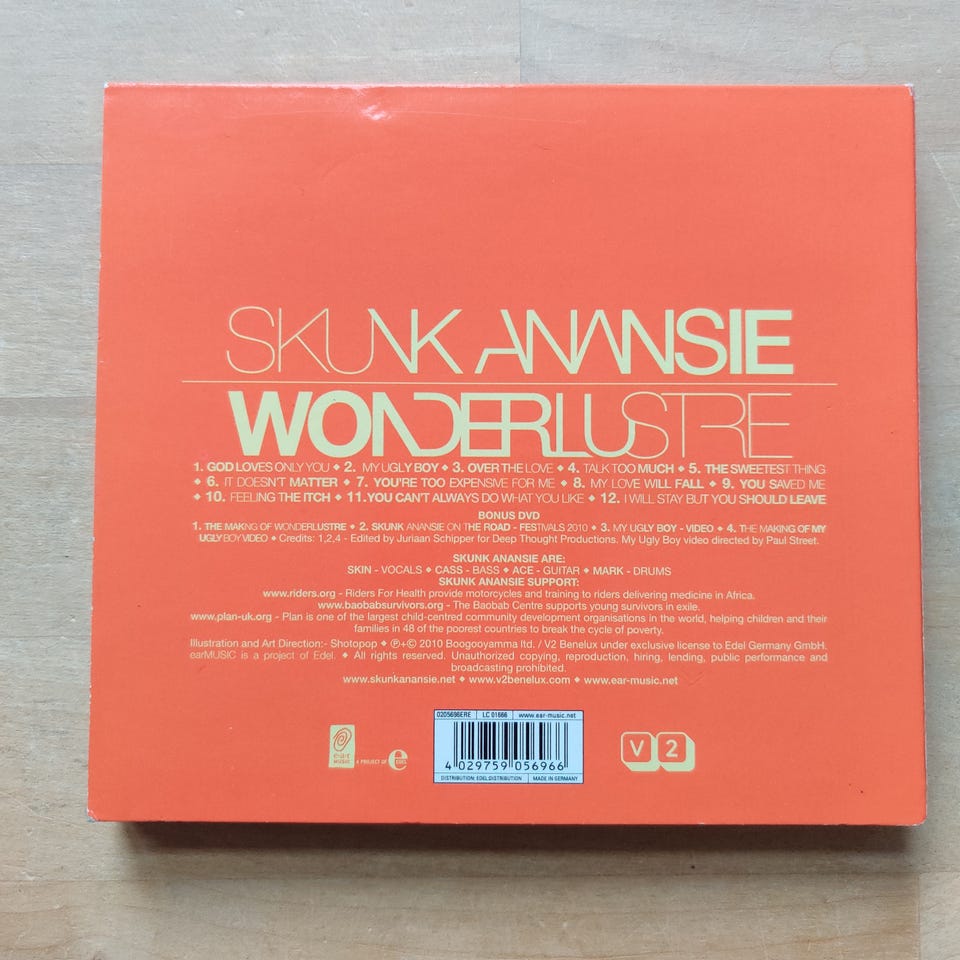 SKUNK ANANSIE
WONDERLUSTRE
1. GOD LOVES ONLY YOU ◆ 2. MY UGLY BOY ◆ 3. OVER THE LOVE ◆ 4. TALK TOO MUCH ◆ 5. THE SWEETEST THING
◆ 6. IT DOESN'T MATTER ◆ 7. YOU'RE TOO EXPENSIVE FOR ME ◆ 8. MY LOVE WILL FALL ◆ 9. YOU SAVED ME
◆ 10. FEELING THE ITCH ◆ 11.YOU CAN'T ALWAYS DO WHAT YOU LIKE ◆ 12. I WILL STAY BUT YOU SHOULD LEAVE
BONUS DVD
1. THE MAKING OF WONDERLUSTRE ◆ 2. SKUNK ANANSIE ON THE ROAD - FESTIVALS 2010 ◆ 3. MY UGLY BOY - VIDEO ◆ 4. THE MAKING OF MY
UGLY BOY VIDEO ◆ Credits: 1,2,4 - Edited by Juriaan Schipper for Deep Thought Productions. My Ugly Boy video directed by Paul Street.
SKUNK ANANSIE ARE:
SKIN - VOCALS ◆ CASS - BASS ◆ ACE - GUITAR ◆ MARK - DRUMS
SKUNK ANANSIE SUPPORT:
www.riders.org - Riders For Health provide motorcycles and training to riders delivering medicine in Africa.
www.baobabsurvivors.org - The Baobab Centre supports young survivors in exile.
www.plan-uk.org - Plan is one of the largest child-centred community development organisations in the world, helping children and their
families in 48 of the poorest countries to break the cycle of poverty.
Illustration and Art Direction:- Shotopop ◆ ℗+© 2010 Boogooyamma ltd. / V2 Benelux under exclusive license to Edel Germany GmbH.
earMUSIC is a project of Edel. ◆ All rights reserved. Unauthorized copying, reproduction, hiring, lending, public performance and
broadcasting prohibited.
www.skunkanansie.net ◆ www.v2benelux.com ◆ www.ear-music.net
0205696ERE LC 01666 www.ear-music.net
e·a·r
MUSIC
A PROJECT OF
e
EDEL
4 029759 056966
DISTRIBUTION: EDEL:DISTRIBUTION MADE IN GERMANY
V 2